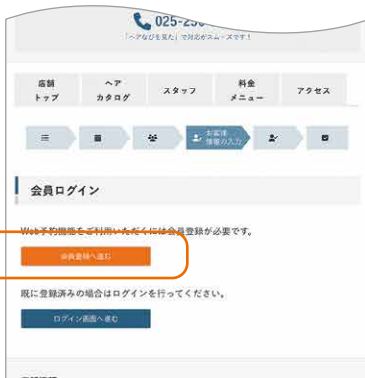 「ヘアなびを見た」で対応がスムーズです！
店舗トップ
ヘアカタログ
スタッフ
料金メニュー
アクセス
お客様情報の入力
会員ログイン
Web予約機能をご利用いただくには会員登録が必要です。
会員登録へ進む
既に登録済みの場合はログインを行ってください。
ログイン画面へ進む